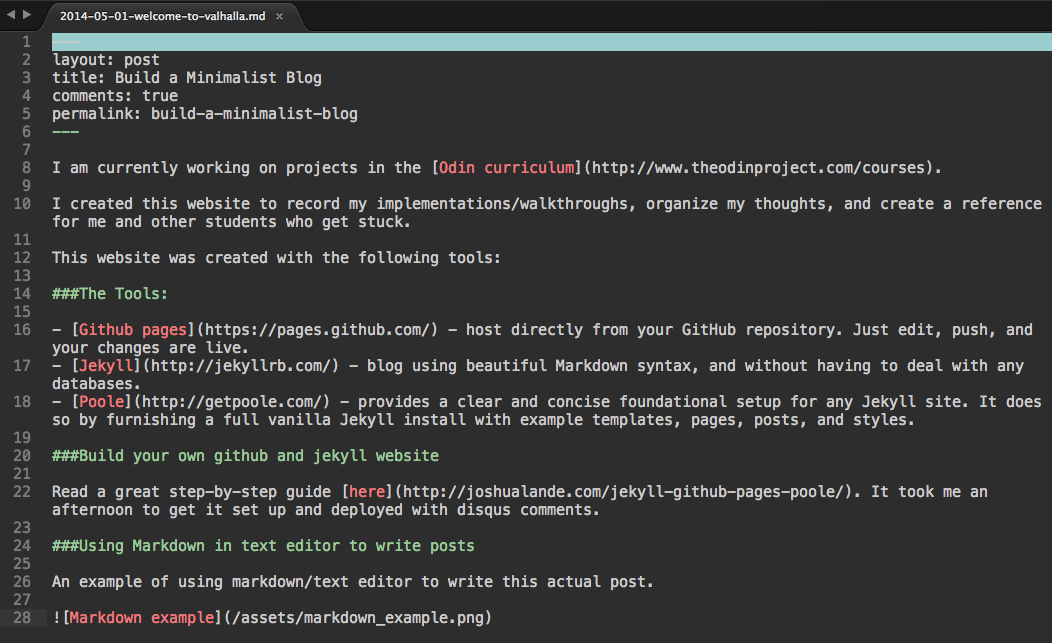 2014-05-01-welcome-to-valhalla.md ×
1 ---
2 layout: post
3 title: Build a Minimalist Blog
4 comments: true
5 permalink: build-a-minimalist-blog
6 ---
7
8 I am currently working on projects in the [Odin curriculum](http://www.theodinproject.com/courses).
9
10 I created this website to record my implementations/walkthroughs, organize my thoughts, and create a reference
for me and other students who get stuck.
11
12 This website was created with the following tools:
13
14 ###The Tools:
15
16 - [Github pages](https://pages.github.com/) - host directly from your GitHub repository. Just edit, push, and
your changes are live.
17 - [Jekyll](http://jekyllrb.com/) - blog using beautiful Markdown syntax, and without having to deal with any
databases.
18 - [Poole](http://getpoole.com/) - provides a clear and concise foundational setup for any Jekyll site. It does
so by furnishing a full vanilla Jekyll install with example templates, pages, posts, and styles.
19
20 ###Build your own github and jekyll website
21
22 Read a great step-by-step guide [here](http://joshualande.com/jekyll-github-pages-poole/). It took me an
afternoon to get it set up and deployed with disqus comments.
23
24 ###Using Markdown in text editor to write posts
25
26 An example of using markdown/text editor to write this actual post.
27
28 ![Markdown example](/assets/markdown_example.png)